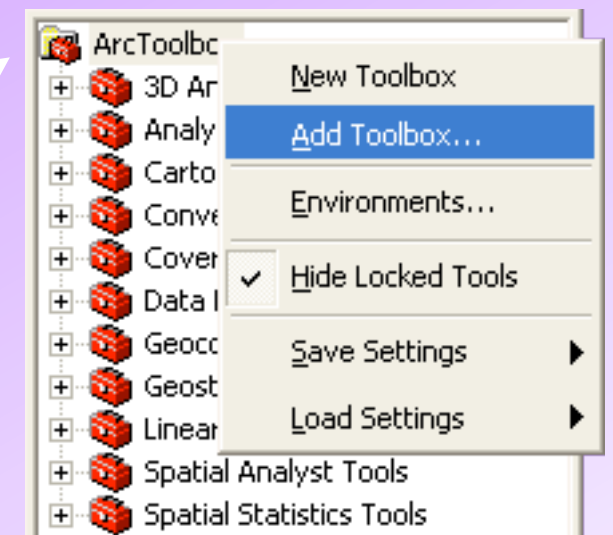 ArcToolbo
3D An
Analy
Carto
Conve
Cover
Data
Geoco
Geost
Linear
Spatial Analyst Tools
Spatial Statistics Tools
New Toolbox
Add Toolbox...
Environments...
Hide Locked Tools
Save Settings
Load Settings